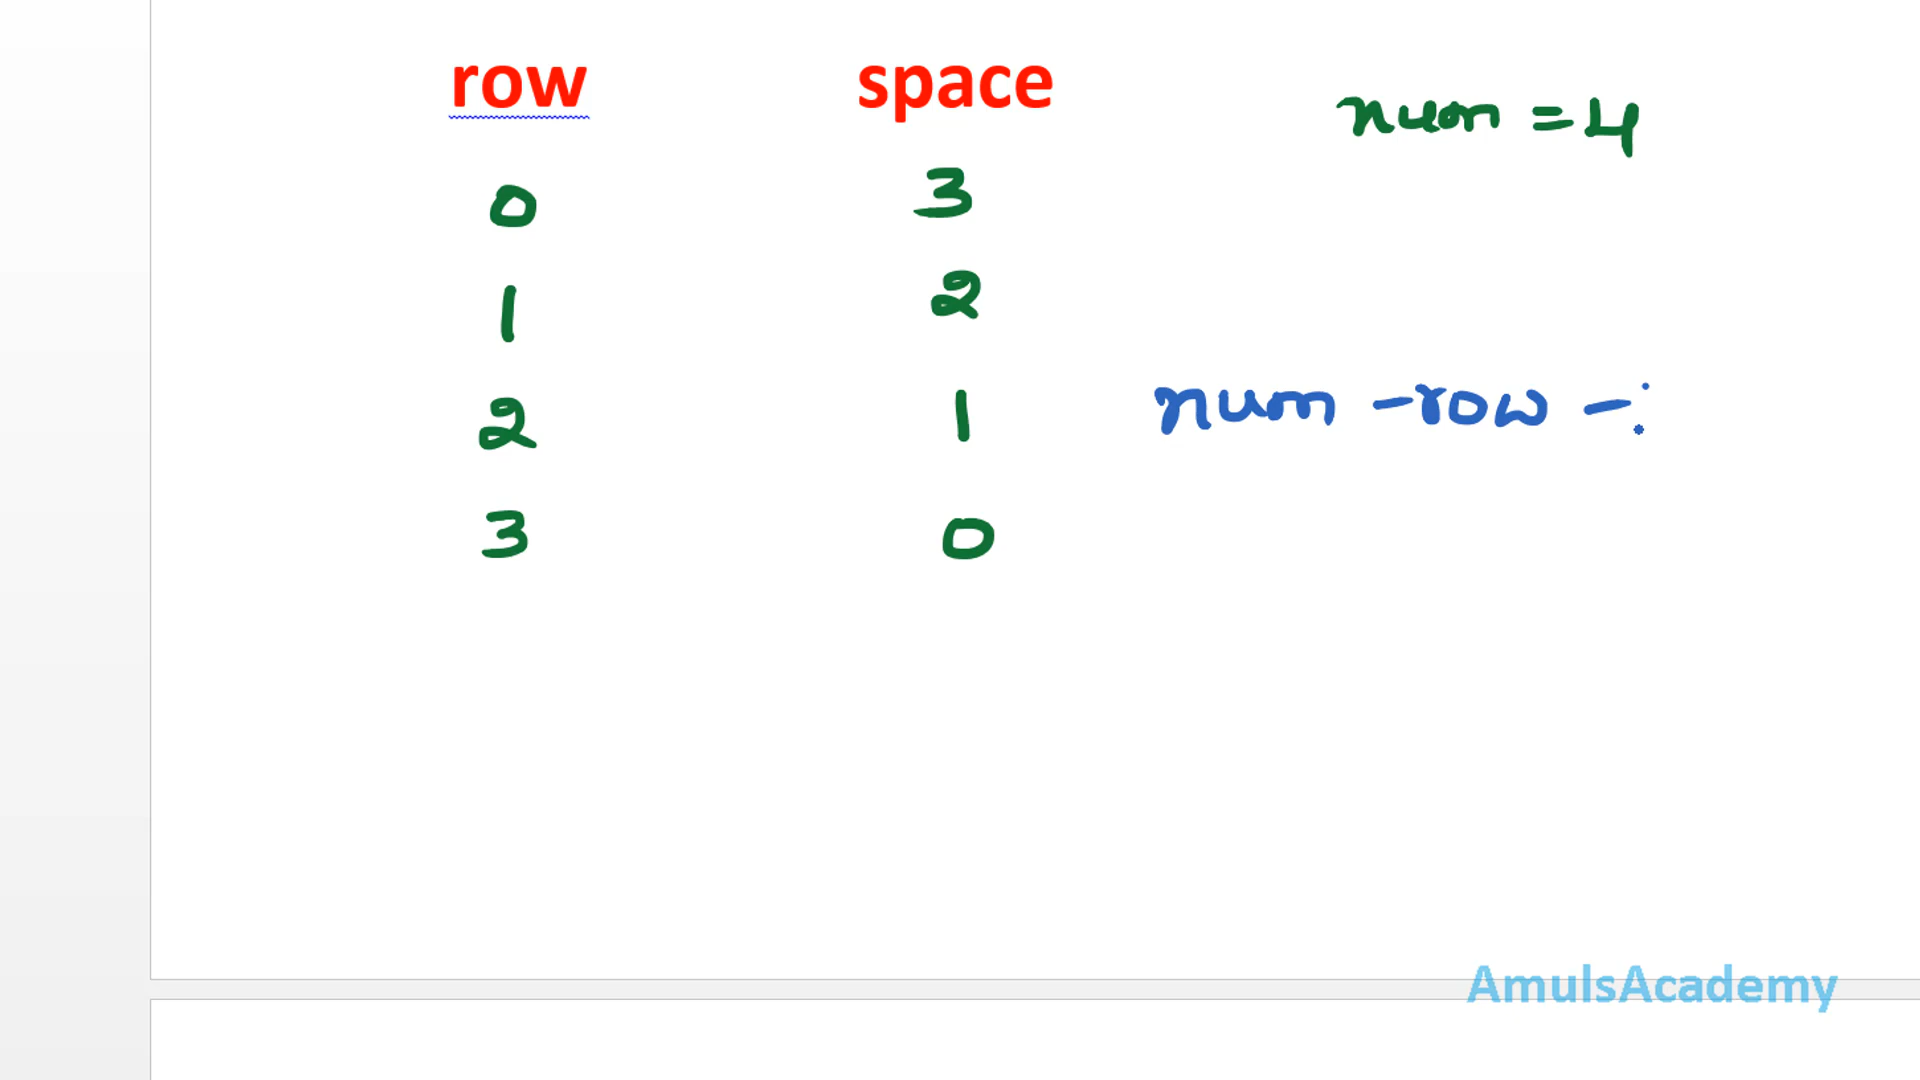 row space num = 4
0 3
1 2
2 1 num - row -
3 0
AmulsAcademy